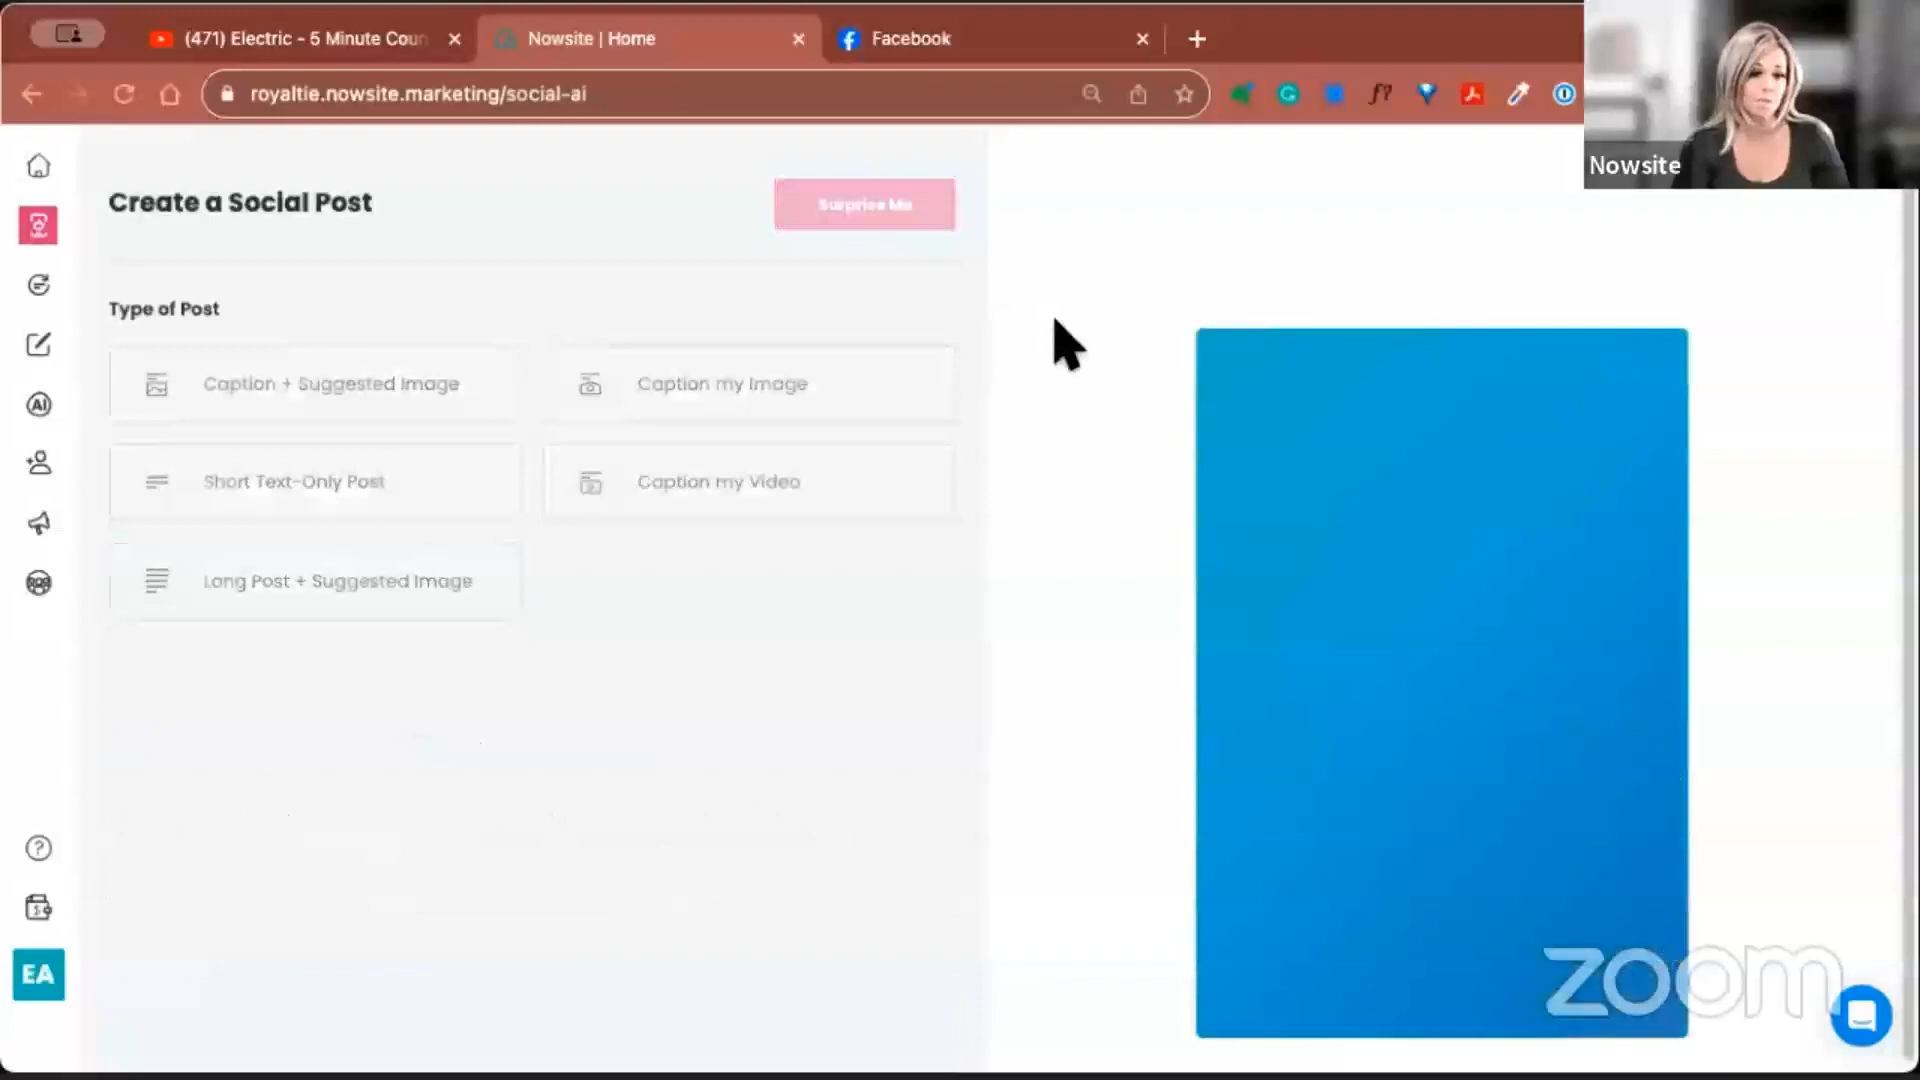 (471) Electric - 5 Minute Coun
Nowsite | Home
Facebook
royaltie.nowsite.marketing/social-ai
f?
Nowsite
Create a Social Post
Surprise Me
Type of Post
Caption + Suggested Image
Caption my Image
AI
Short Text-Only Post
Caption my Video
Long Post + Suggested Image
?
$
EA
zoom